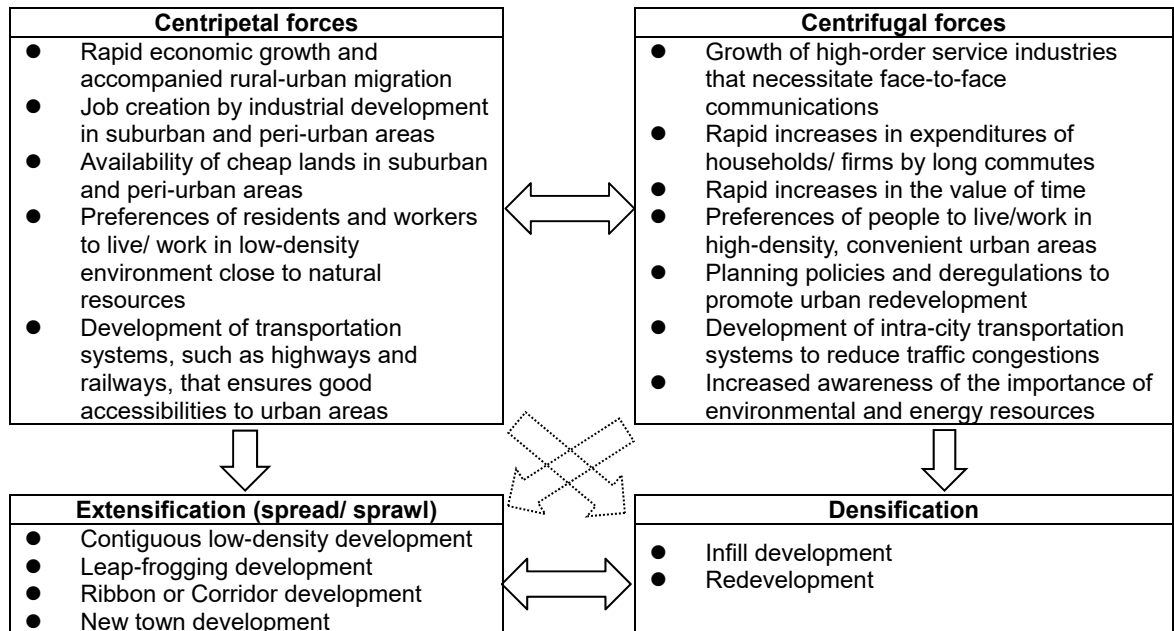 Centripetal forces
● Rapid economic growth and
accompanied rural-urban migration
● Job creation by industrial development
in suburban and peri-urban areas
● Availability of cheap lands in suburban
and peri-urban areas
● Preferences of residents and workers
to live/ work in low-density
environment close to natural
resources
● Development of transportation
systems, such as highways and
railways, that ensures good
accessibilities to urban areas
Centrifugal forces
● Growth of high-order service industries
that necessitate face-to-face
communications
● Rapid increases in expenditures of
households/ firms by long commutes
● Rapid increases in the value of time
● Preferences of people to live/work in
high-density, convenient urban areas
● Planning policies and deregulations to
promote urban redevelopment
● Development of intra-city transportation
systems to reduce traffic congestions
● Increased awareness of the importance of
environmental and energy resources
Extensification (spread/ sprawl)
● Contiguous low-density development
● Leap-frogging development
● Ribbon or Corridor development
● New town development
Densification
● Infill development
● Redevelopment